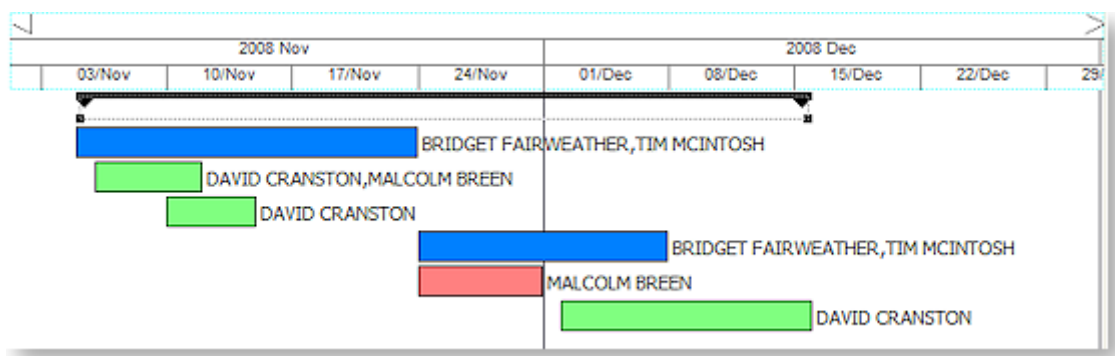 2008 Nov 2008 Dec
03/Nov 10/Nov 17/Nov 24/Nov 01/Dec 08/Dec 15/Dec 22/Dec 29/
BRIDGET FAIRWEATHER,TIM MCINTOSH
DAVID CRANSTON,MALCOLM BREEN
DAVID CRANSTON
BRIDGET FAIRWEATHER,TIM MCINTOSH
MALCOLM BREEN
DAVID CRANSTON